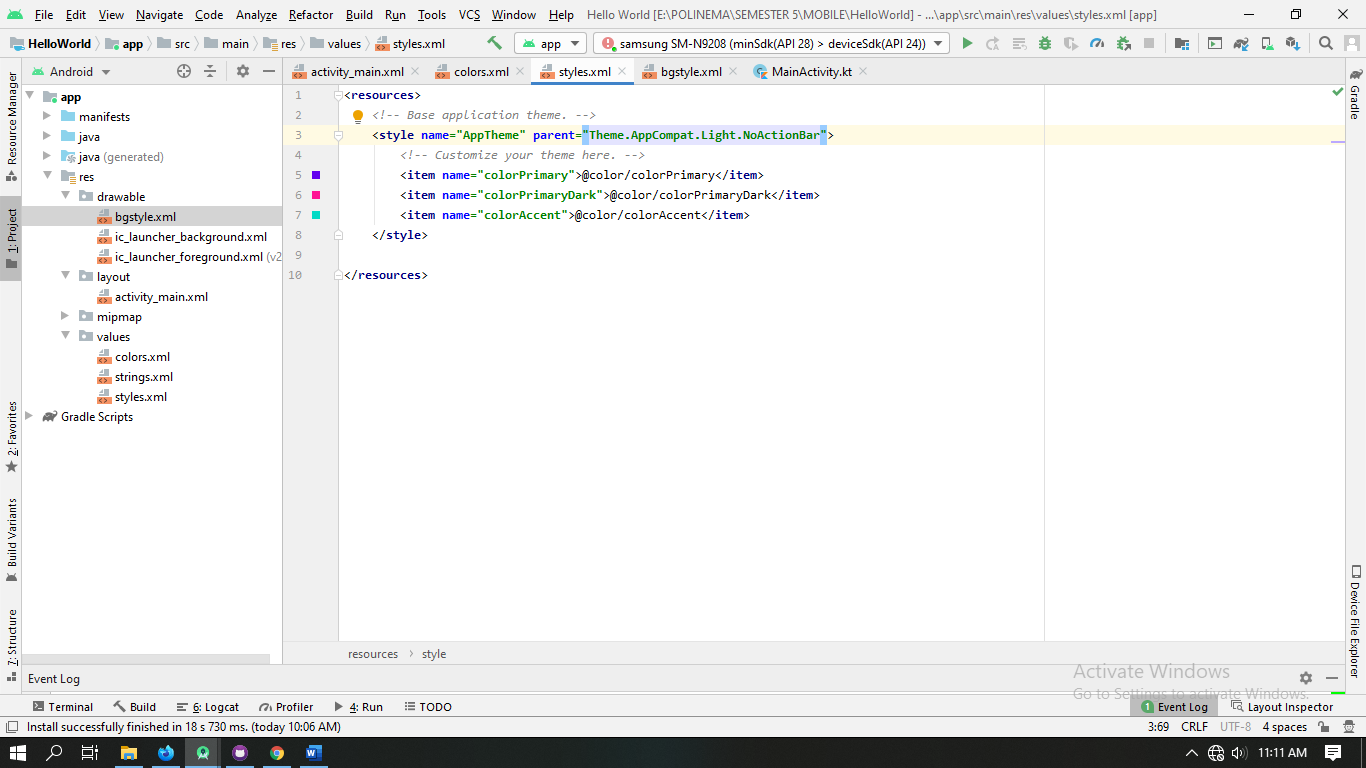 File Edit View Navigate Code Analyze Refactor Build Run Tools VCS Window Help Hello World [E:\POLINEMA\SEMESTER 5\MOBILE\HelloWorld] - ...\app\src\main\res\values\styles.xml [app]
HelloWorld app src main res values styles.xml app samsung SM-N9208 (minSdk(API 28) > deviceSdk(API 24))
Android activity_main.xml colors.xml styles.xml bgstyle.xml MainActivity.kt
Resource Manager
1: Project
2: Favorites
Build Variants
7: Structure
app
manifests
java
java (generated)
res
drawable
bgstyle.xml
ic_launcher_background.xml
ic_launcher_foreground.xml (v2
layout
activity_main.xml
mipmap
values
colors.xml
strings.xml
styles.xml
Gradle Scripts
1 <resources>
2 <!-- Base application theme. -->
3 <style name="AppTheme" parent="Theme.AppCompat.Light.NoActionBar">
4 <!-- Customize your theme here. -->
5 <item name="colorPrimary">@color/colorPrimary</item>
6 <item name="colorPrimaryDark">@color/colorPrimaryDark</item>
7 <item name="colorAccent">@color/colorAccent</item>
8 </style>
9
10 </resources>
Gradle
Device File Explorer
resources style
Event Log
Activate Windows
Go to Settings to activate Windows.
Terminal Build 6: Logcat Profiler 4: Run TODO 1 Event Log Layout Inspector
Install successfully finished in 18 s 730 ms. (today 10:06 AM) 3:69 CRLF UTF-8 4 spaces
11:11 AM